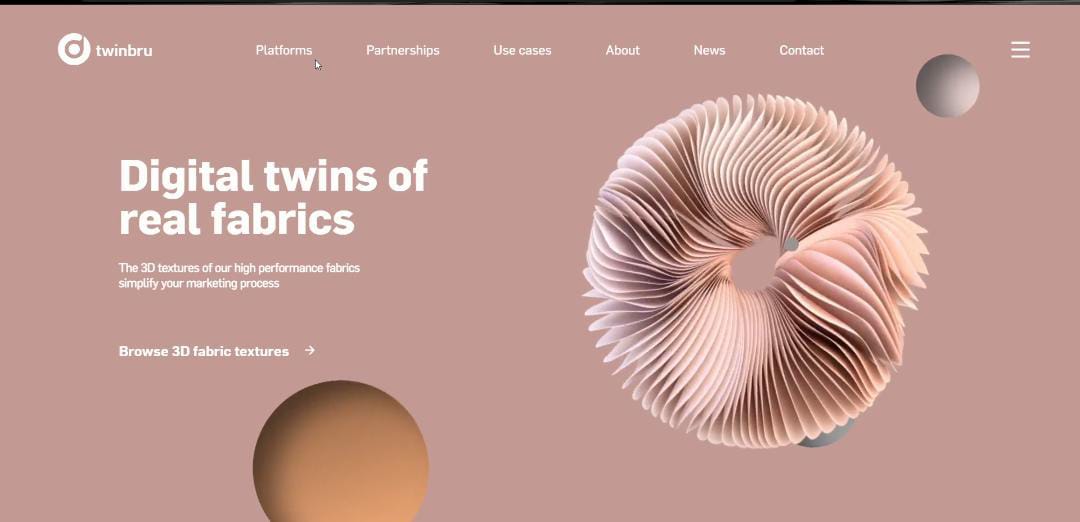 twinbru
Platforms
Partnerships
Use cases
About
News
Contact
Digital twins of
real fabrics
The 3D textures of our high performance fabrics
simplify your marketing process
Browse 3D fabric textures →